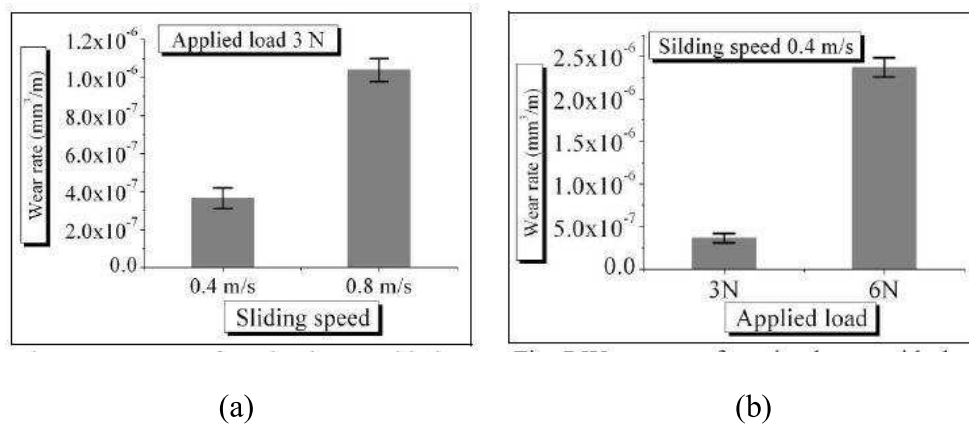 Applied load 3 N
Wear rate (mm³/m)
1.2x10⁻⁶
1.0x10⁻⁶
8.0x10⁻⁷
6.0x10⁻⁷
4.0x10⁻⁷
2.0x10⁻⁷
0.0
0.4 m/s 0.8 m/s
Sliding speed
(a)
Silding speed 0.4 m/s
Wear rate (mm³/m)
2.5x10⁻⁶
2.0x10⁻⁶
1.5x10⁻⁶
1.0x10⁻⁶
5.0x10⁻⁷
0.0
3N 6N
Applied load
(b)